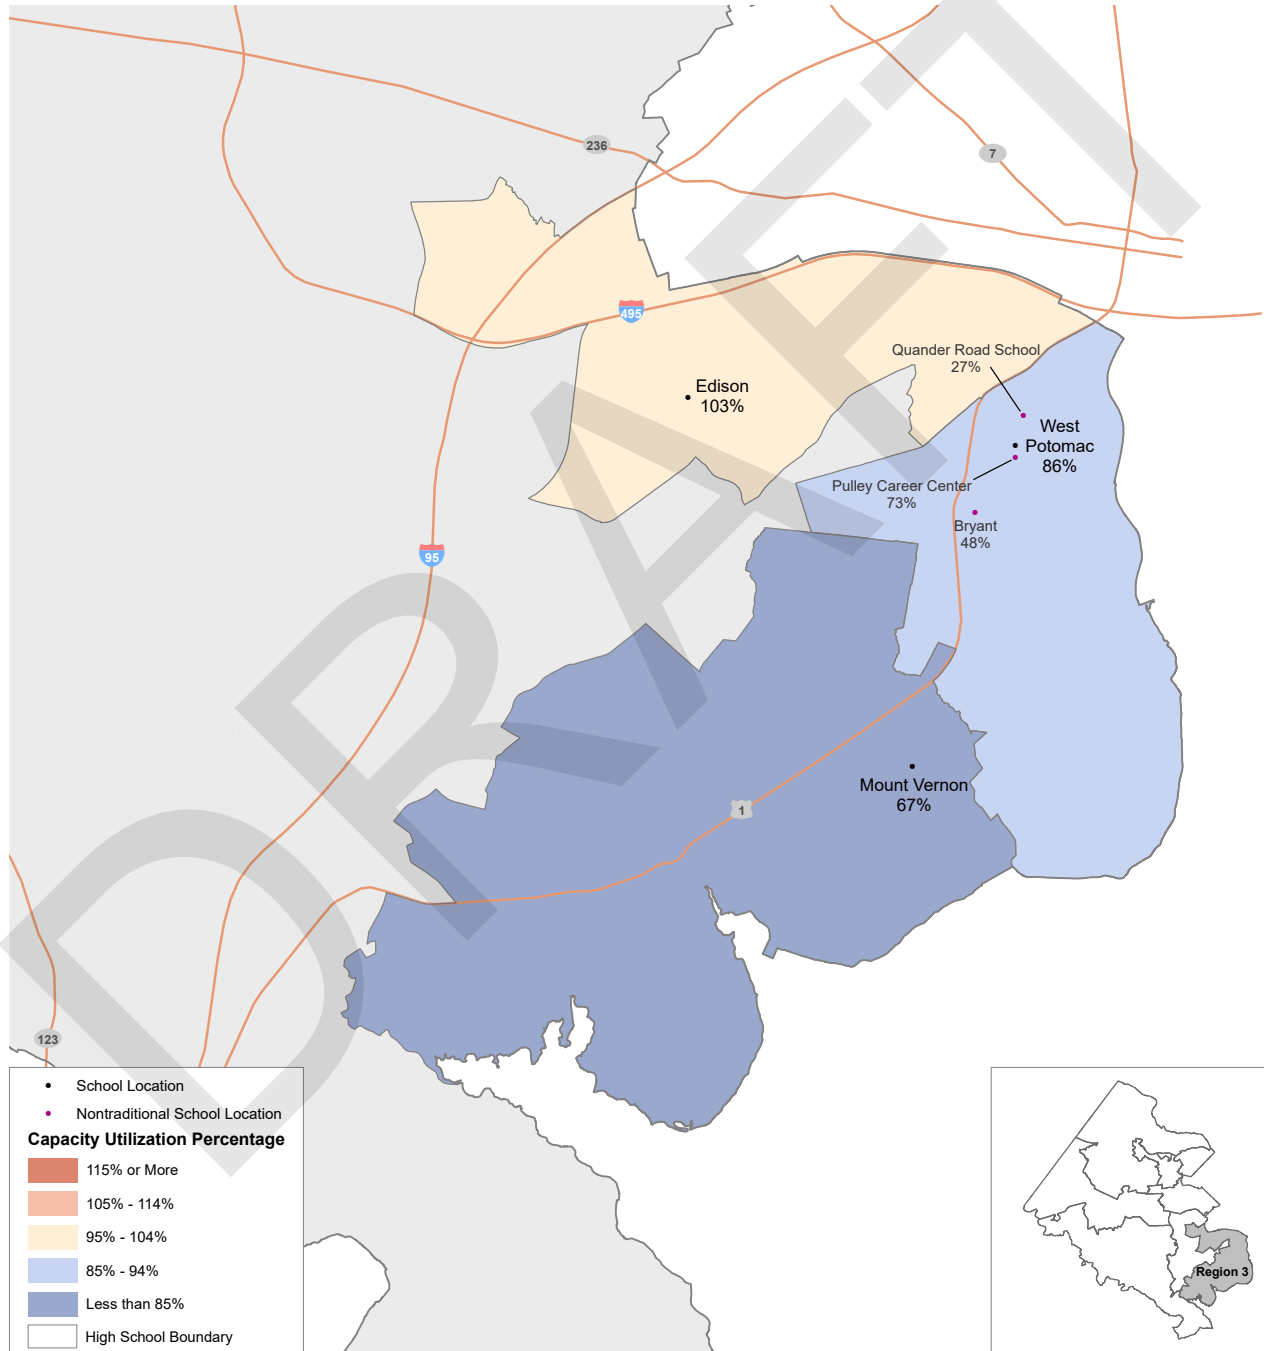 236
7
495
Quander Road School
27%
Edison
103%
West
Potomac
86%
Pulley Career Center
73%
Bryant
48%
95
Mount Vernon
67%
1
123
DRAFT
School Location
Nontraditional School Location
Capacity Utilization Percentage
115% or More
105% - 114%
95% - 104%
85% - 94%
Less than 85%
High School Boundary
Region 3